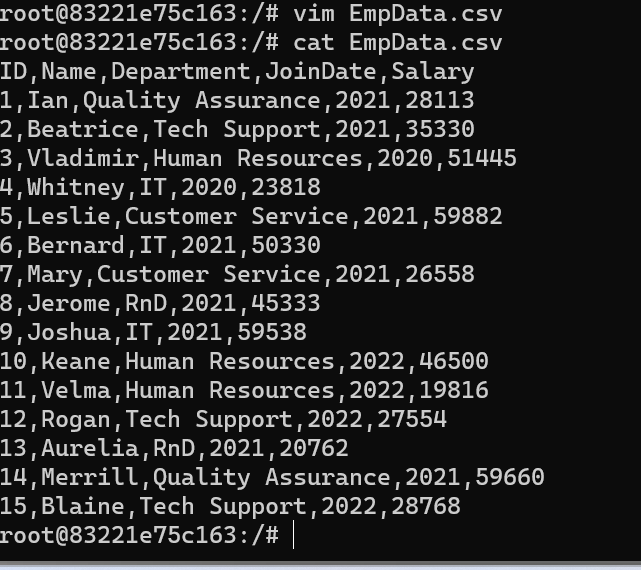 root@83221e75c163:/# vim EmpData.csv
root@83221e75c163:/# cat EmpData.csv
ID,Name,Department,JoinDate,Salary
1,Ian,Quality Assurance,2021,28113
2,Beatrice,Tech Support,2021,35330
3,Vladimir,Human Resources,2020,51445
4,Whitney,IT,2020,23818
5,Leslie,Customer Service,2021,59882
6,Bernard,IT,2021,50330
7,Mary,Customer Service,2021,26558
8,Jerome,RnD,2021,45333
9,Joshua,IT,2021,59538
10,Keane,Human Resources,2022,46500
11,Velma,Human Resources,2022,19816
12,Rogan,Tech Support,2022,27554
13,Aurelia,RnD,2021,20762
14,Merrill,Quality Assurance,2021,59660
15,Blaine,Tech Support,2022,28768
root@83221e75c163:/#